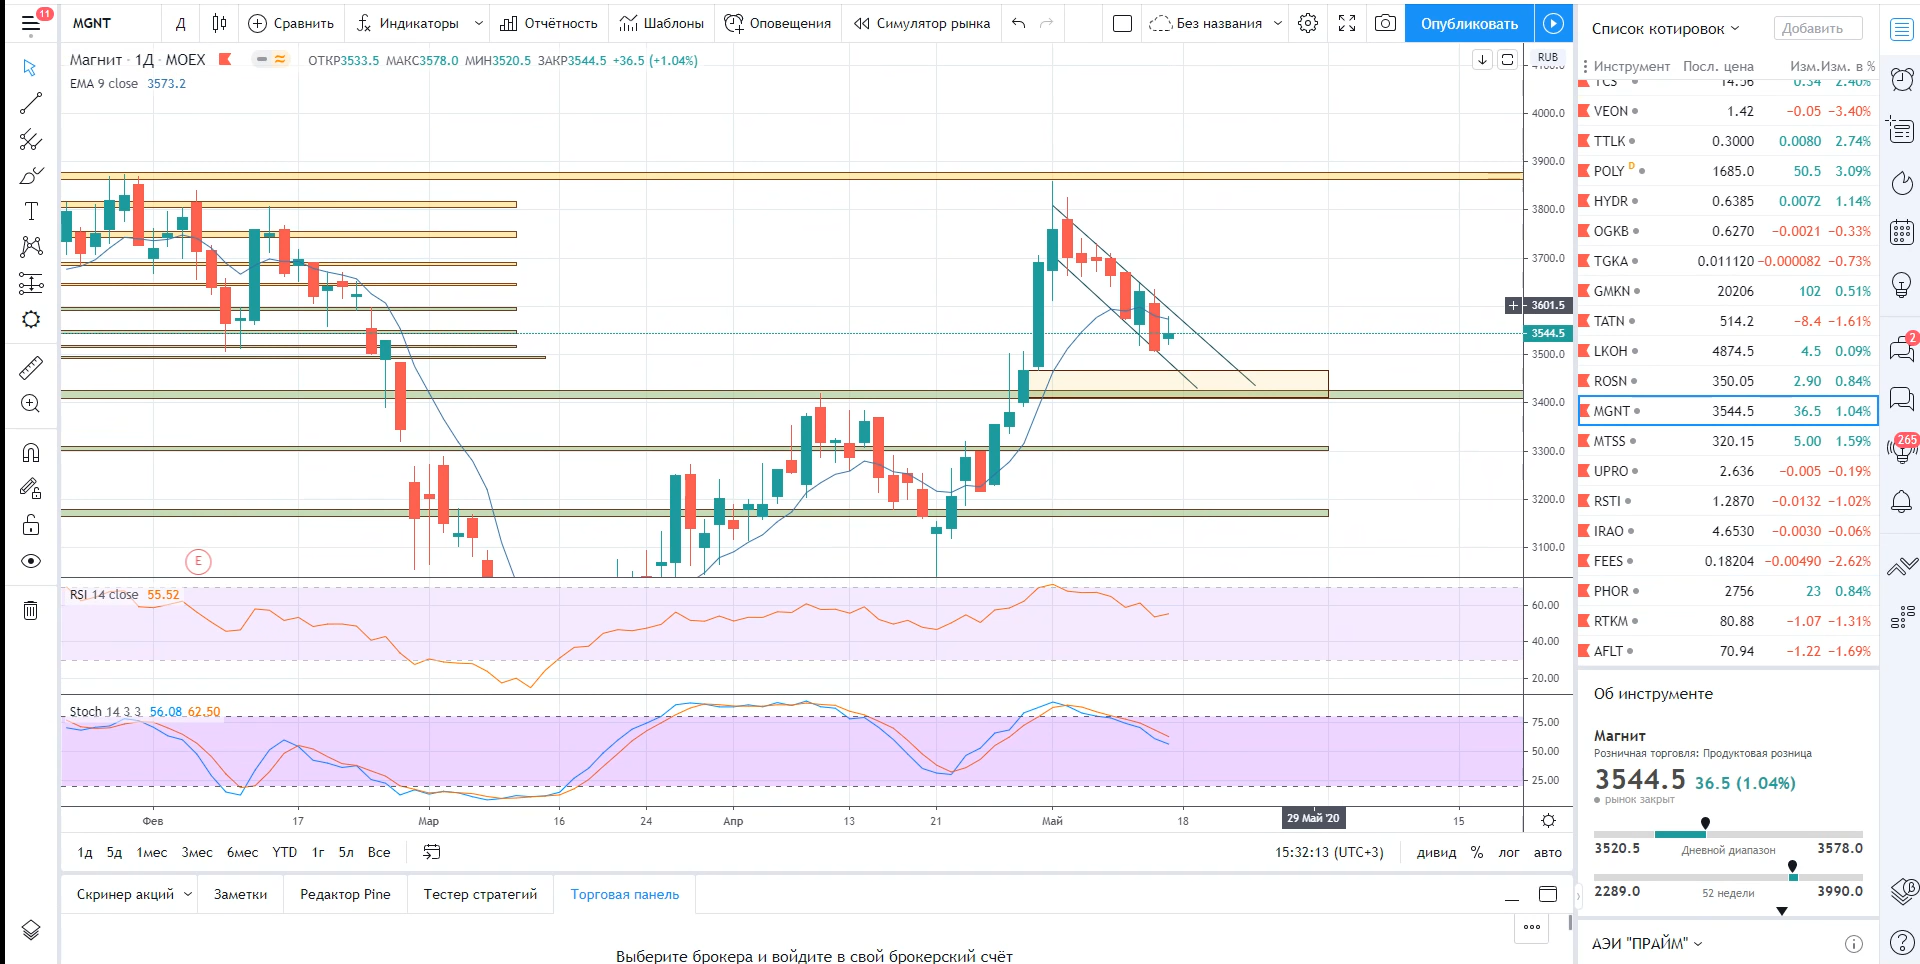 11
MGNT
Д
Сравнить
Индикаторы
Отчётность
Шаблоны
Оповещения
Симулятор рынка
Без названия
Опубликовать
Магнит · 1Д · MOEX
ОТКР3533.5 МАКС3578.0 МИН3520.5 ЗАКР3544.5 +36.5 (+1.04%)
EMA 9 close 3573.2
RUB
4000.0
3900.0
3800.0
3700.0
3601.5
3544.5
3500.0
3400.0
3300.0
3200.0
3100.0
E
RSI 14 close 55.52
60.00
40.00
20.00
Stoch 14 3 3 56.08 62.50
75.00
50.00
25.00
Фев 17 Мар 16 24 Апр 13 21 Май 18 29 Май '20 15
1д 5д 1мес 3мес 6мес YTD 1г 5л Все
15:32:13 (UTC+3) дивид % лог авто
Скринер акций Заметки Редактор Pine Тестер стратегий Торговая панель
Выберите брокера и войдите в свой брокерский счёт
Список котировок
Добавить
Инструмент Посл. цена Изм. Изм. в %
TCS 14.56 0.34 2.40%
VEON 1.42 −0.05 −3.40%
TTLK 0.3000 0.0080 2.74%
POLY D 1685.0 50.5 3.09%
HYDR 0.6385 0.0072 1.14%
OGKB 0.6270 −0.0021 −0.33%
TGKA 0.011120 −0.000082 −0.73%
GMKN 20206 102 0.51%
TATN 514.2 −8.4 −1.61%
LKOH 4874.5 4.5 0.09%
ROSN 350.05 2.90 0.84%
MGNT 3544.5 36.5 1.04%
MTSS 320.15 5.00 1.59%
UPRO 2.636 −0.005 −0.19%
RSTI 1.2870 −0.0132 −1.02%
IRAO 4.6530 −0.0030 −0.06%
FEES 0.18204 −0.00490 −2.62%
PHOR 2756 23 0.84%
RTKM 80.88 −1.07 −1.31%
AFLT 70.94 −1.22 −1.69%
Об инструменте
Магнит
Розничная торговля: Продуктовая розница
3544.5 36.5 (1.04%)
рынок закрыт
3520.5 Дневной диапазон 3578.0
2289.0 52 недели 3990.0
АЭИ "ПРАЙМ"
2
265